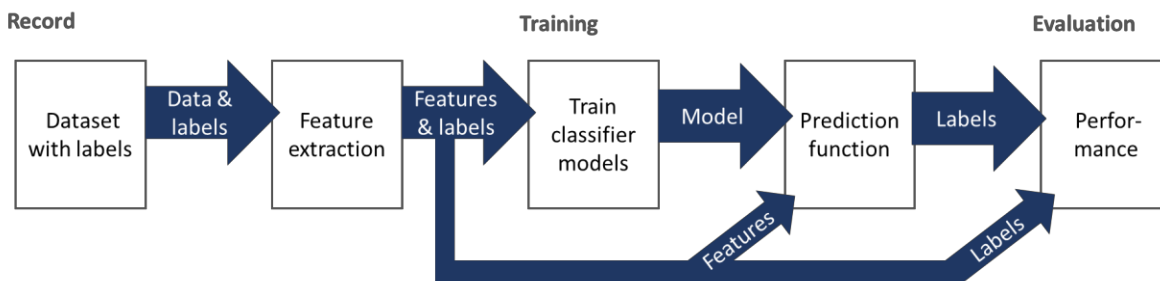 Record
Training
Evaluation
Dataset
with labels
Data &
labels
Feature
extraction
Features
& labels
Train
classifier
models
Model
Prediction
function
Labels
Perfor-
mance
Features
Labels